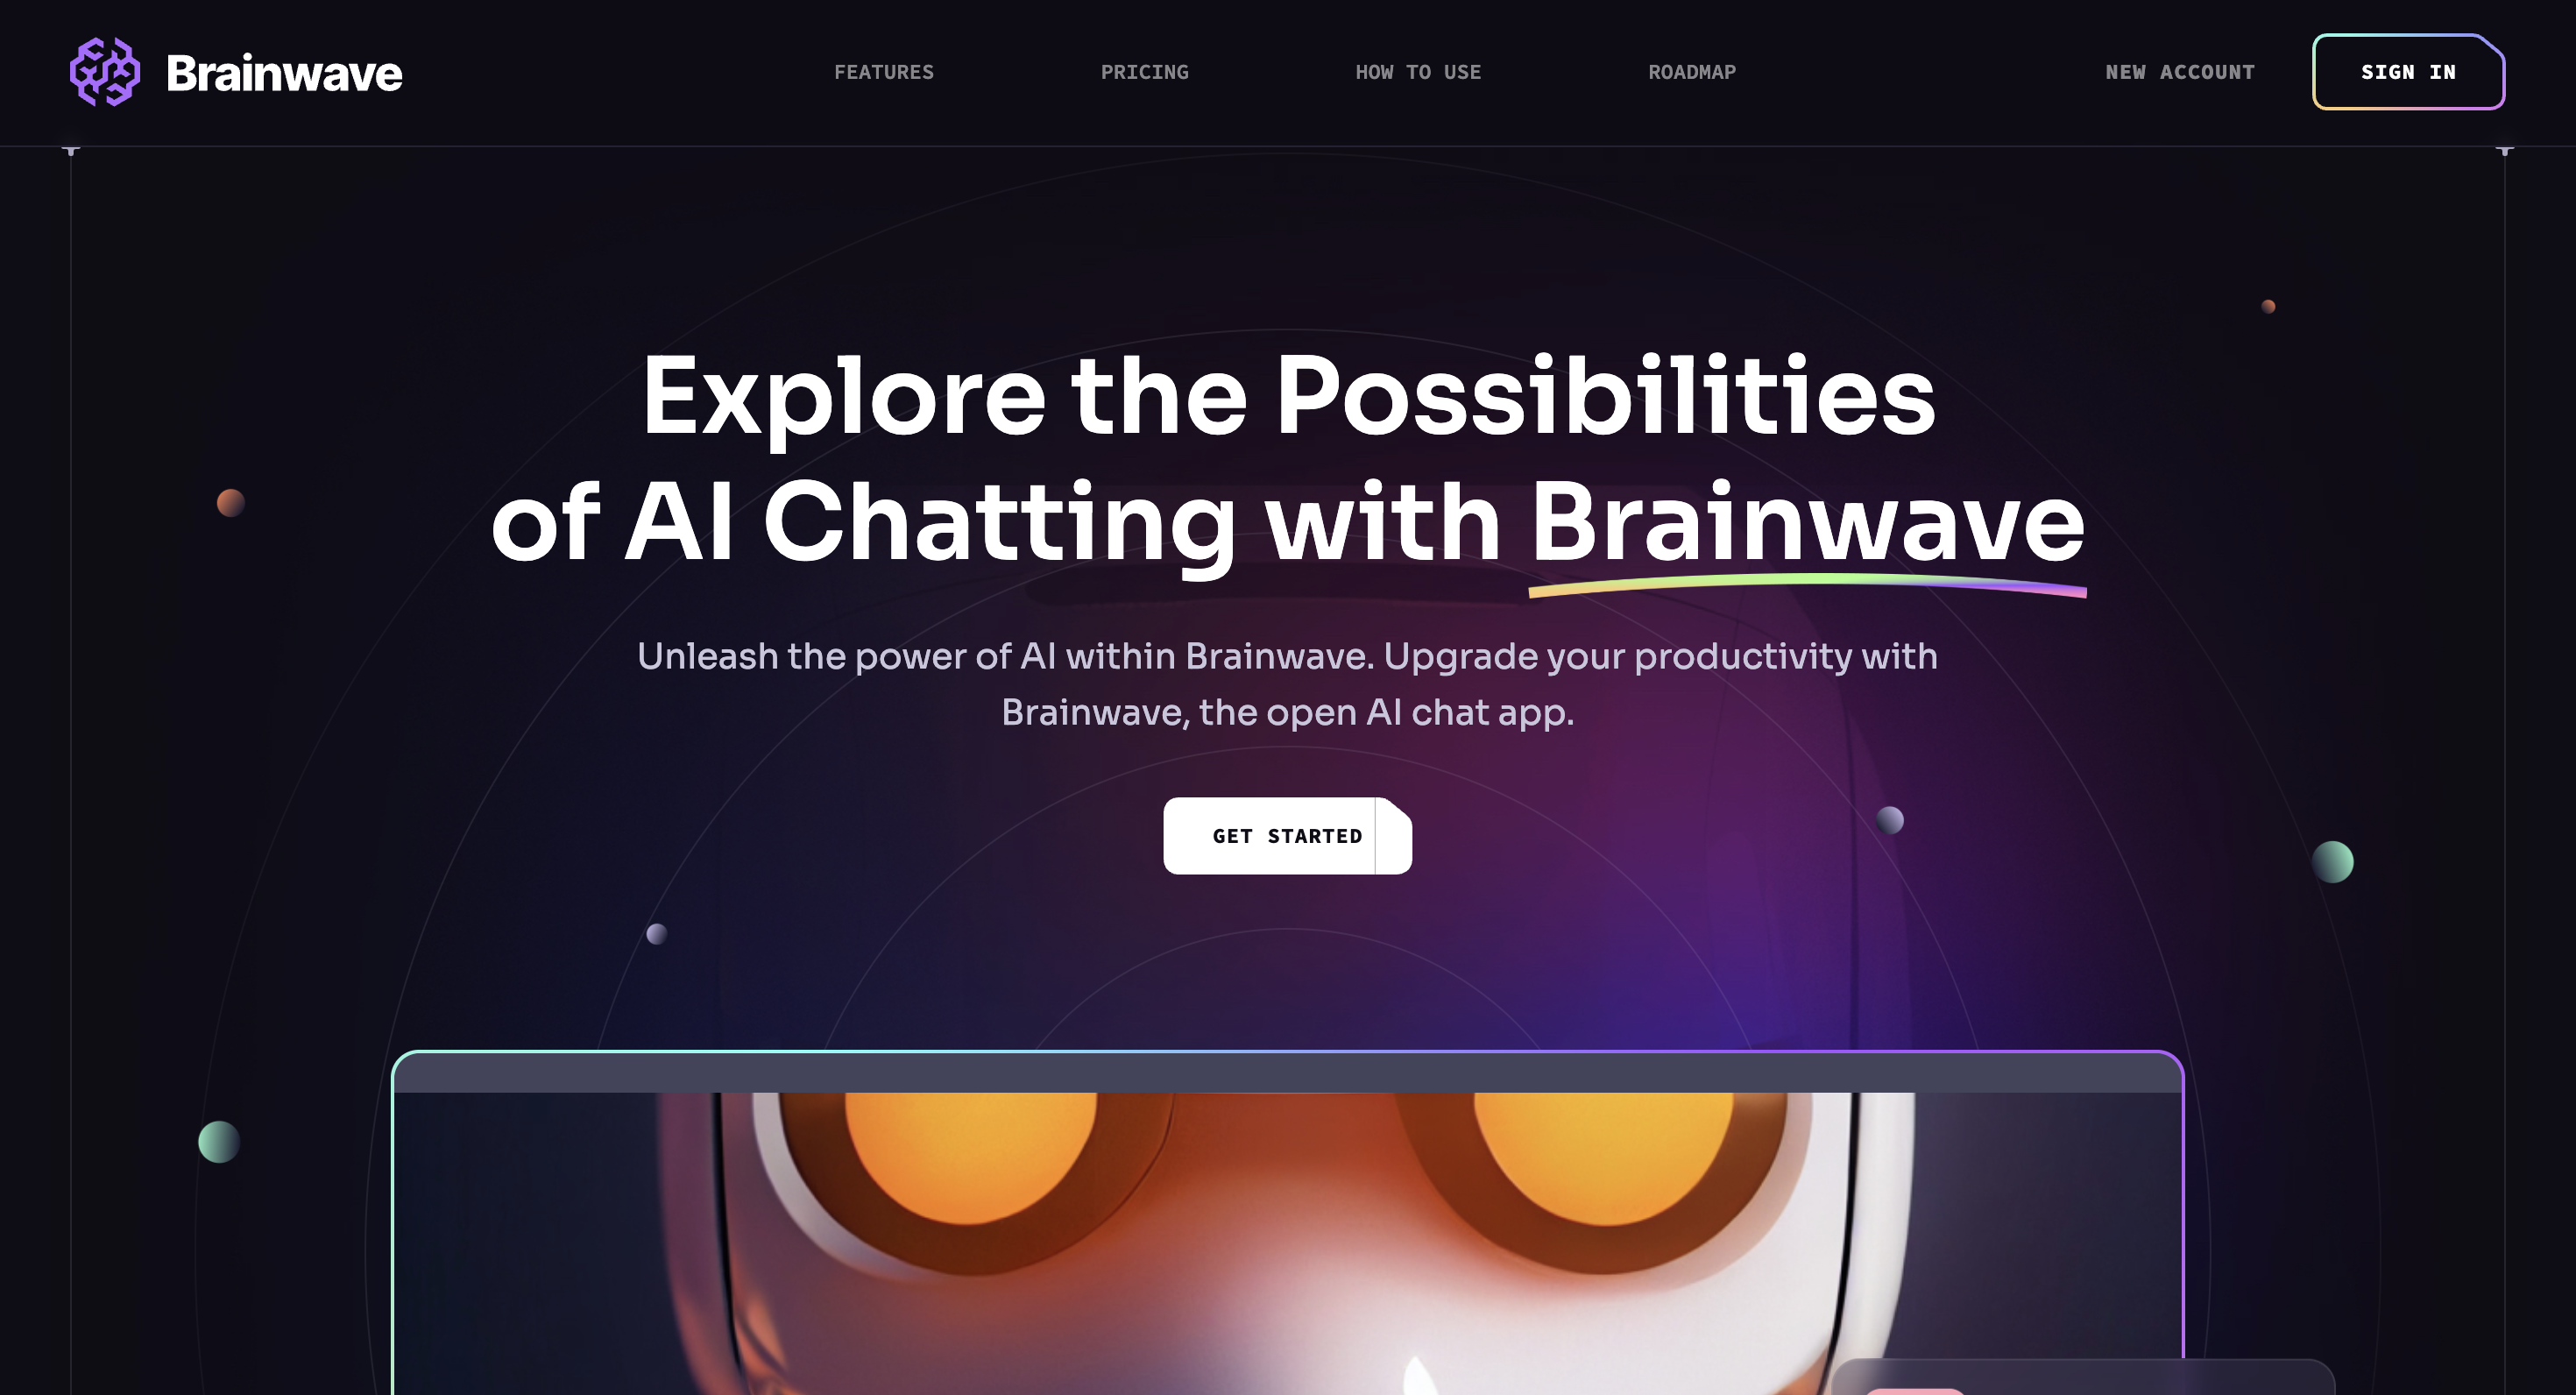 Brainwave
FEATURES
PRICING
HOW TO USE
ROADMAP
NEW ACCOUNT
SIGN IN
Explore the Possibilities
of AI Chatting with Brainwave
Unleash the power of AI within Brainwave. Upgrade your productivity with
Brainwave, the open AI chat app.
GET STARTED